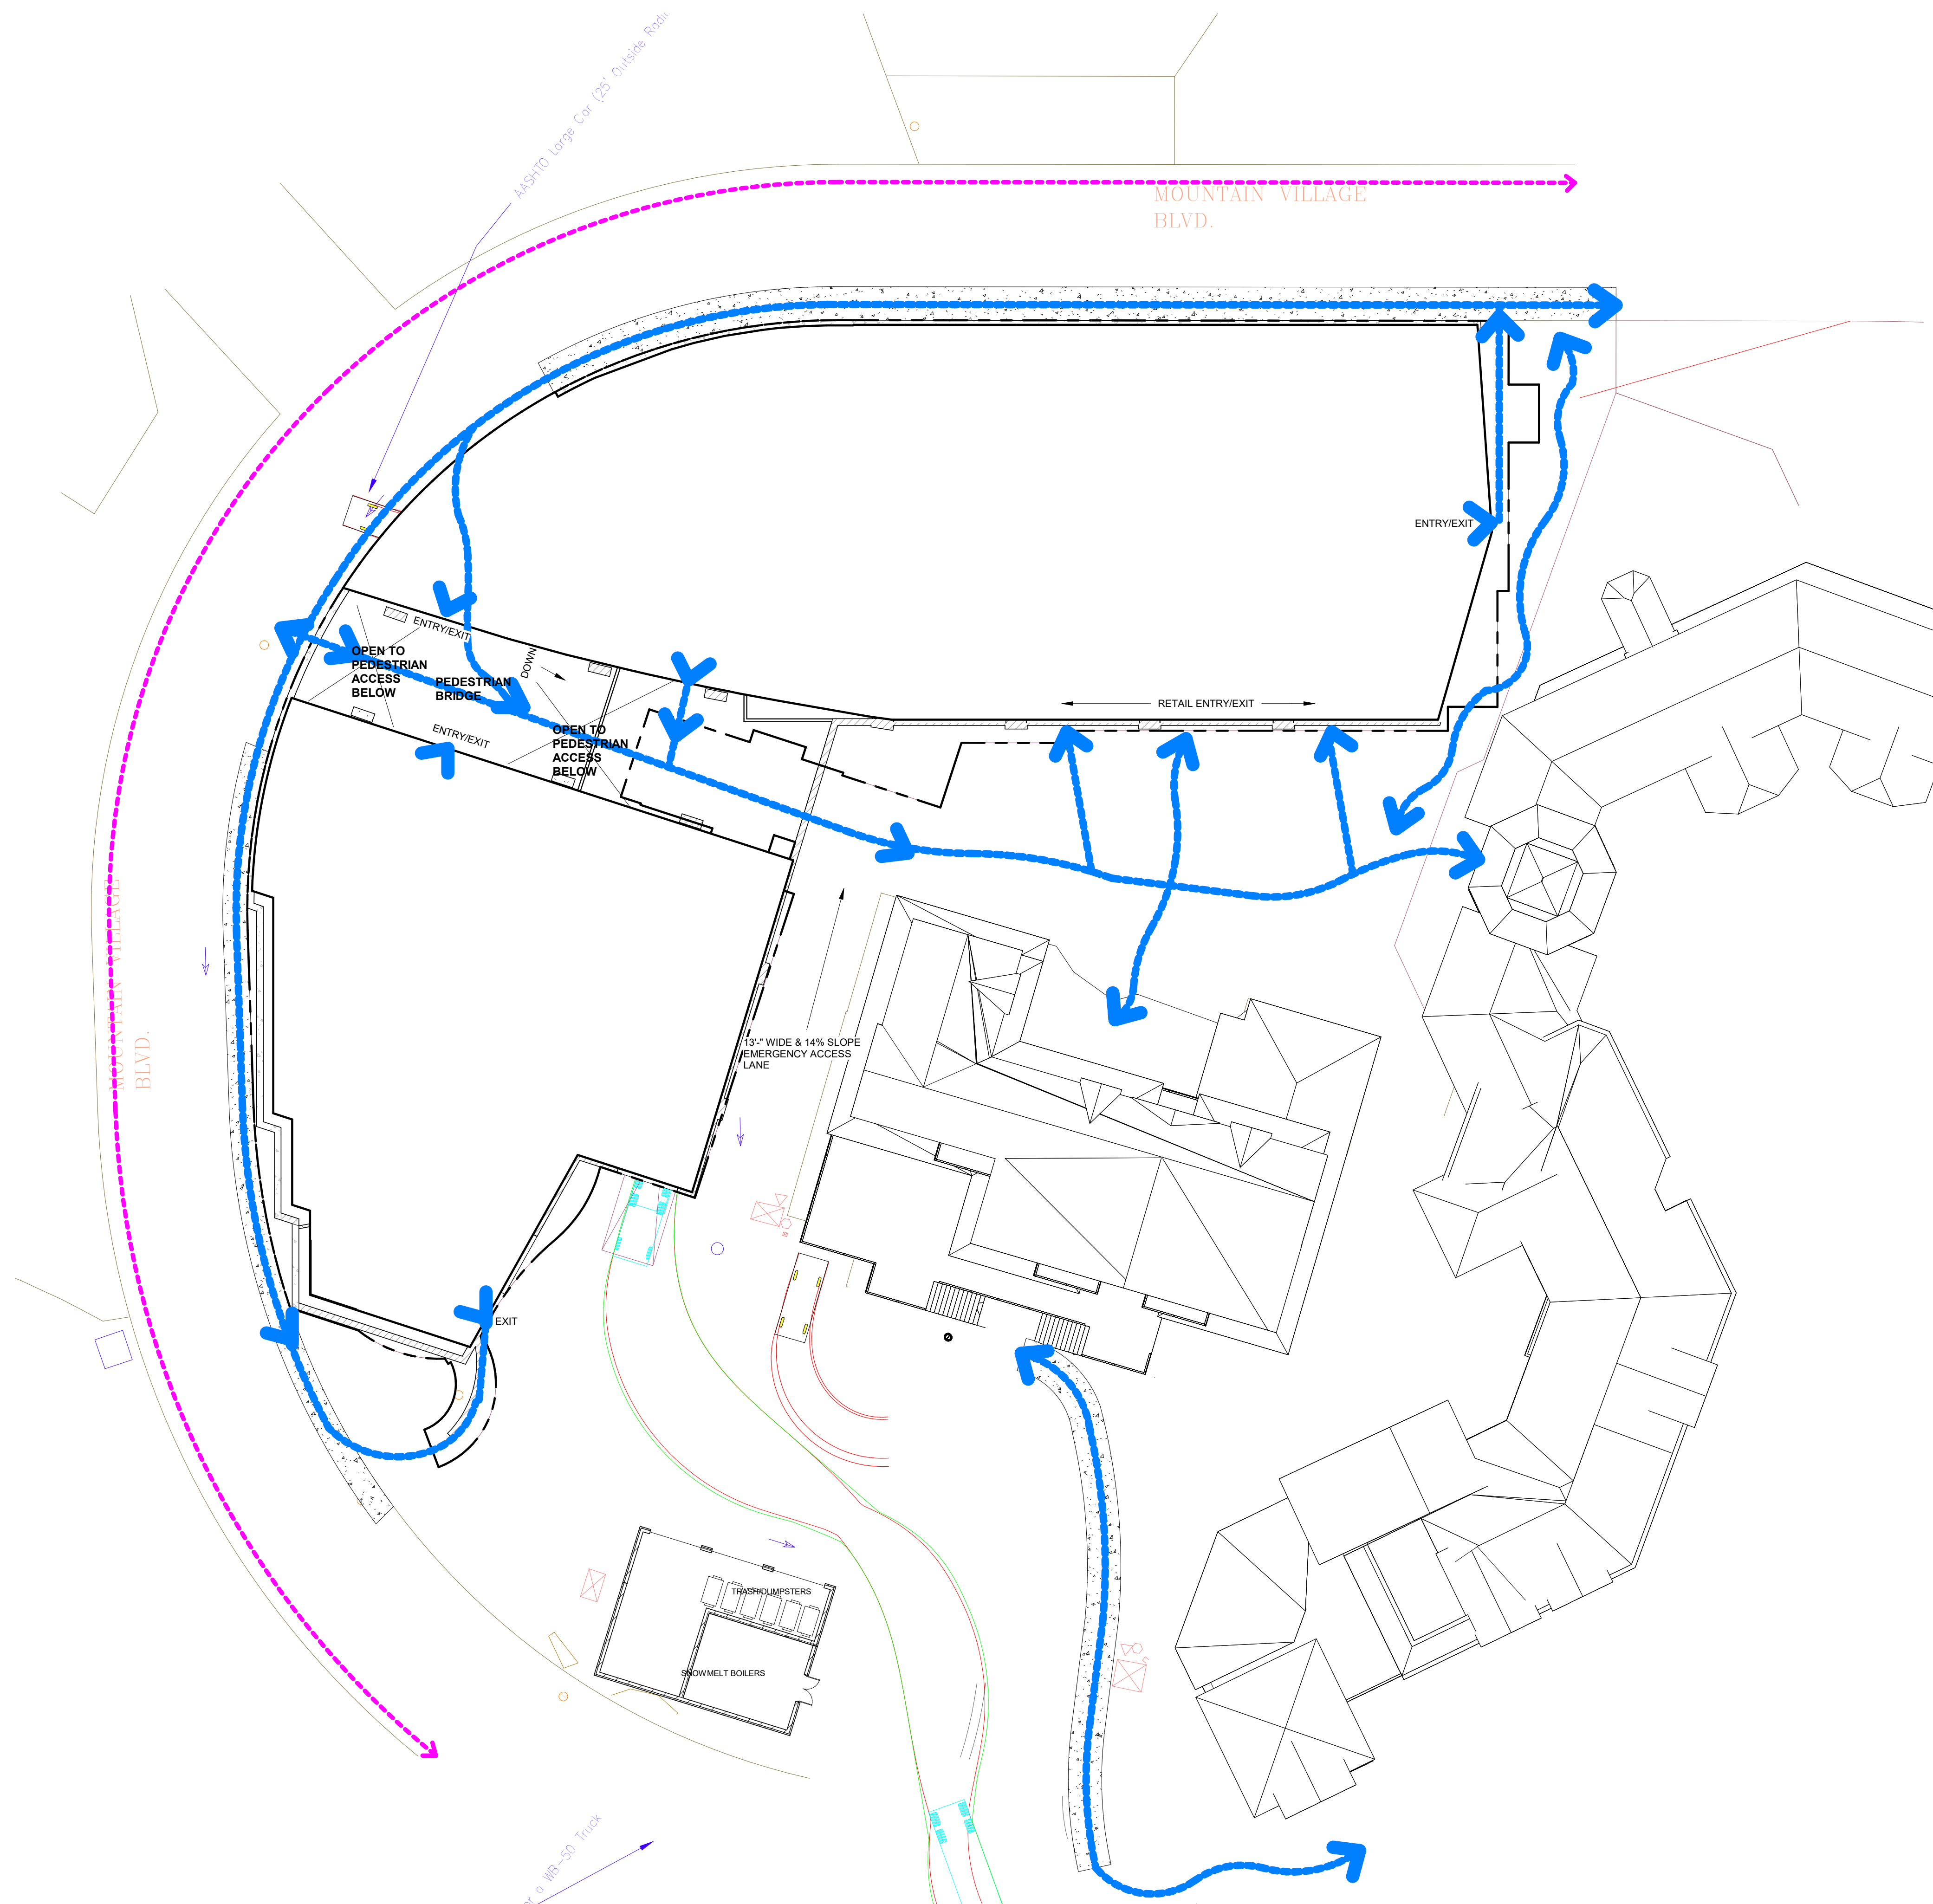 AASHTO Large Car (25' Outside Radi
MOUNTAIN VILLAGE
BLVD.
ENTRY/EXIT
ENTRY/EXIT
OPEN TO
PEDESTRIAN
ACCESS
BELOW
DOWN
PEDESTRIAN
BRIDGE
RETAIL ENTRY/EXIT
ENTRY/EXIT
OPEN TO
PEDESTRIAN
ACCESS
BELOW
MOUNTAIN VILLAGE
BLVD.
13'-" WIDE & 14% SLOPE
EMERGENCY ACCESS
LANE
EXIT
TRASH/DUMPSTERS
SNOWMELT BOILERS
or a WB-50 Truck